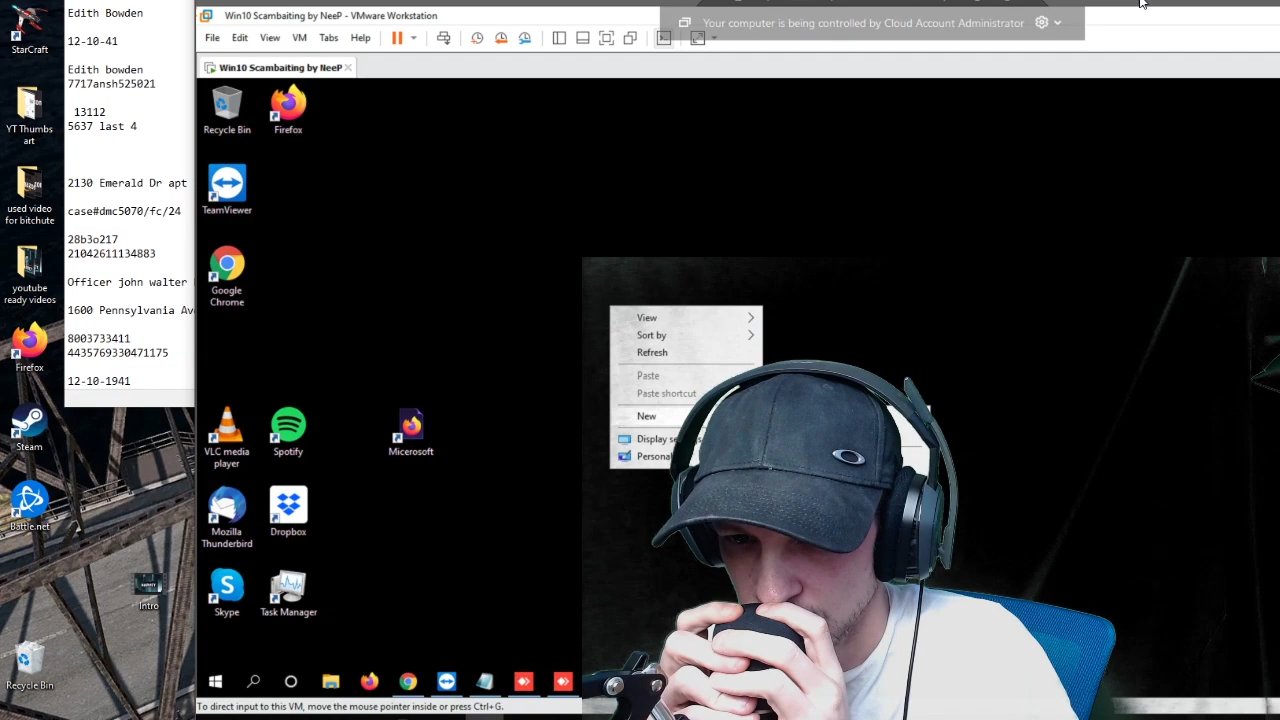 StarCraft
YT Thumbs
art
used video
for bitchute
youtube
ready videos
Firefox
Steam
Battle.net
Intro
Recycle Bin
Edith Bowden
12-10-41
Edith bowden
7717ansh525021
13112
5637 last 4
2130 Emerald Dr apt
case#dmc5070/fc/24
28b3o217
21042611134883
Officer john walter
1600 Pennsylvania Av
8003733411
4435769330471175
12-10-1941
Win10 Scambaiting by NeeP - VMware Workstation
Your computer is being controlled by Cloud Account Administrator
File Edit View VM Tabs Help
Win10 Scambaiting by NeeP
Recycle Bin
Firefox
TeamViewer
Google
Chrome
VLC media
player
Spotify
Micerosoft
Mozilla
Thunderbird
Dropbox
Skype
Task Manager
View
Sort by
Refresh
Paste
Paste shortcut
New
Display se
Personal
To direct input to this VM, move the mouse pointer inside or press Ctrl+G.